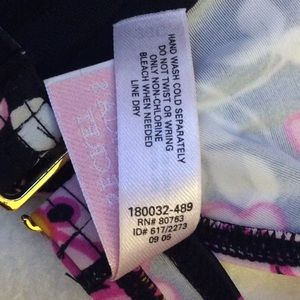 HAND WASH COLD SEPARATELY
DO NOT TWIST OR WRING
ONLY NON-CHLORINE
BLEACH WHEN NEEDED
LINE DRY
180032-489
RN# 80763
ID# 617/2273
09 05